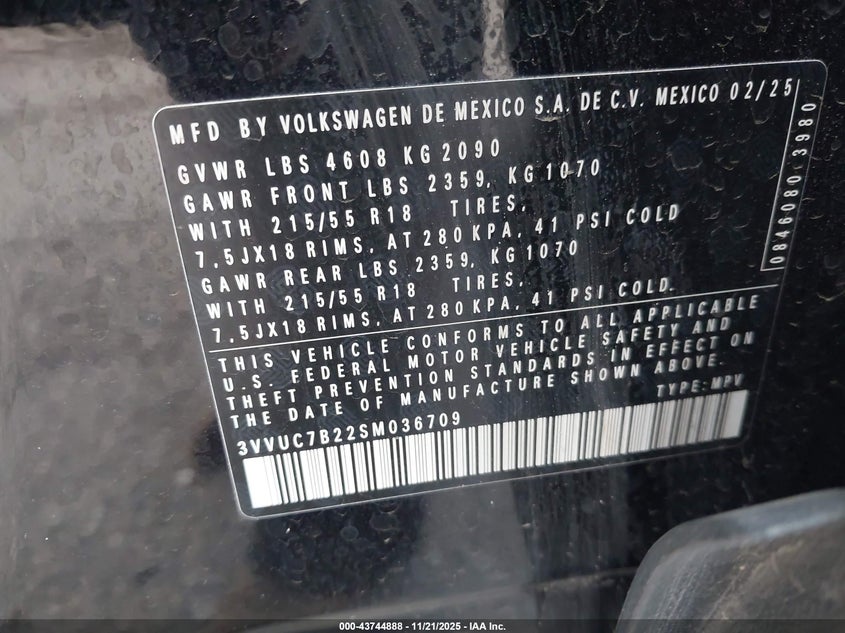 MFD BY VOLKSWAGEN DE MEXICO S.A. DE C.V. MEXICO 02/25
GVWR LBS 4608 KG 2090
GAWR FRONT LBS 2359, KG 1070
WITH 215/55 R18 TIRES,
7,5JX18 RIMS, AT 280 KPA, 41 PSI COLD
GAWR REAR LBS 2359, KG 1070
WITH 215/55 R18 TIRES,
7,5JX18 RIMS, AT 280 KPA, 41 PSI COLD.
0846080 3980
THIS VEHICLE CONFORMS TO ALL APPLICABLE
U.S. FEDERAL MOTOR VEHICLE SAFETY AND
THEFT PREVENTION STANDARDS IN EFFECT ON
THE DATE OF MANUFACTURE SHOWN ABOVE.
TYPE: MPV
3VVUC7B22SM036709
000-43744888 - 11/21/2025 - IAA Inc.